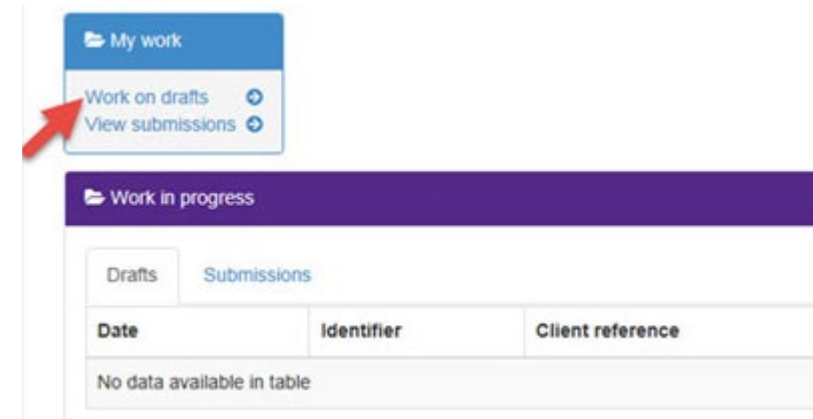 My work
Work on drafts
View submissions
Work in progress
Drafts Submissions
Date Identifier Client reference
No data available in table